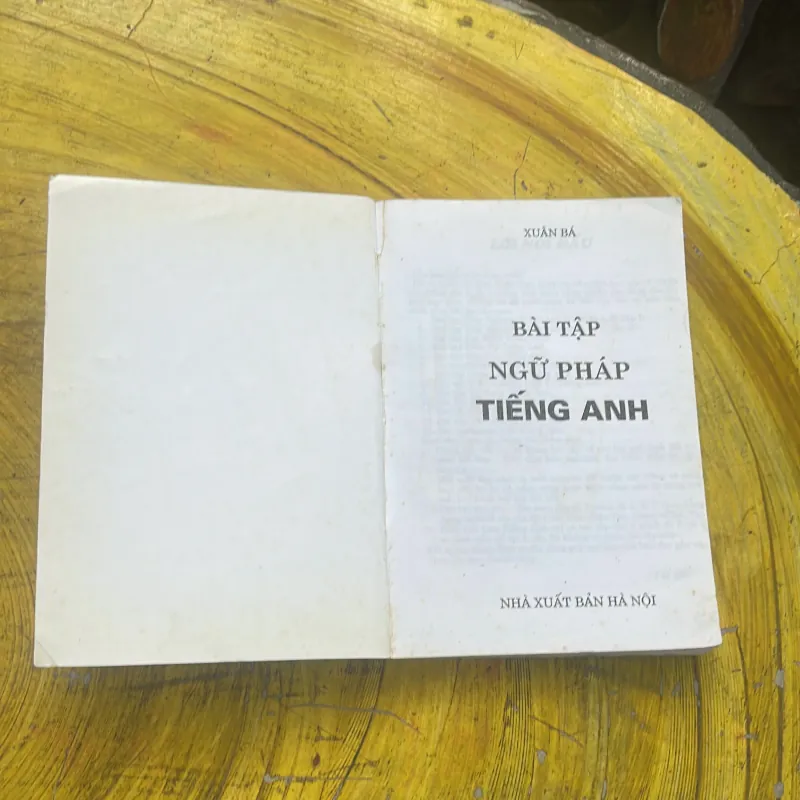 XUÂN BÁ
BÀI TẬP
NGỮ PHÁP
TIẾNG ANH
NHÀ XUẤT BẢN HÀ NỘI